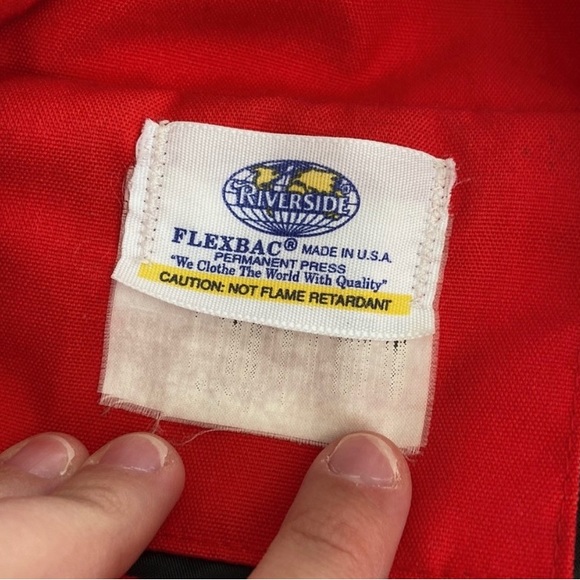 RIVERSIDE®
FLEXBAC® MADE IN U.S.A.
PERMANENT PRESS
"We Clothe The World With Quality"
CAUTION: NOT FLAME RETARDANT